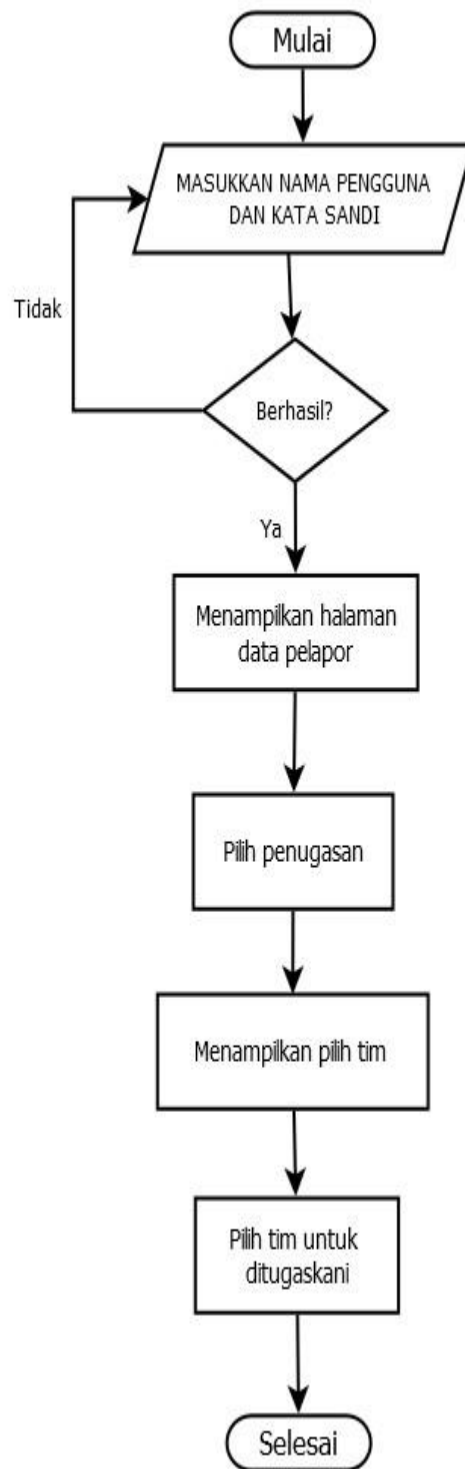 Mulai
MASUKKAN NAMA PENGGUNA
DAN KATA SANDI
Tidak
Berhasil?
Ya
Menampilkan halaman
data pelapor
Pilih penugasan
Menampilkan pilih tim
Pilih tim untuk
ditugaskani
Selesai